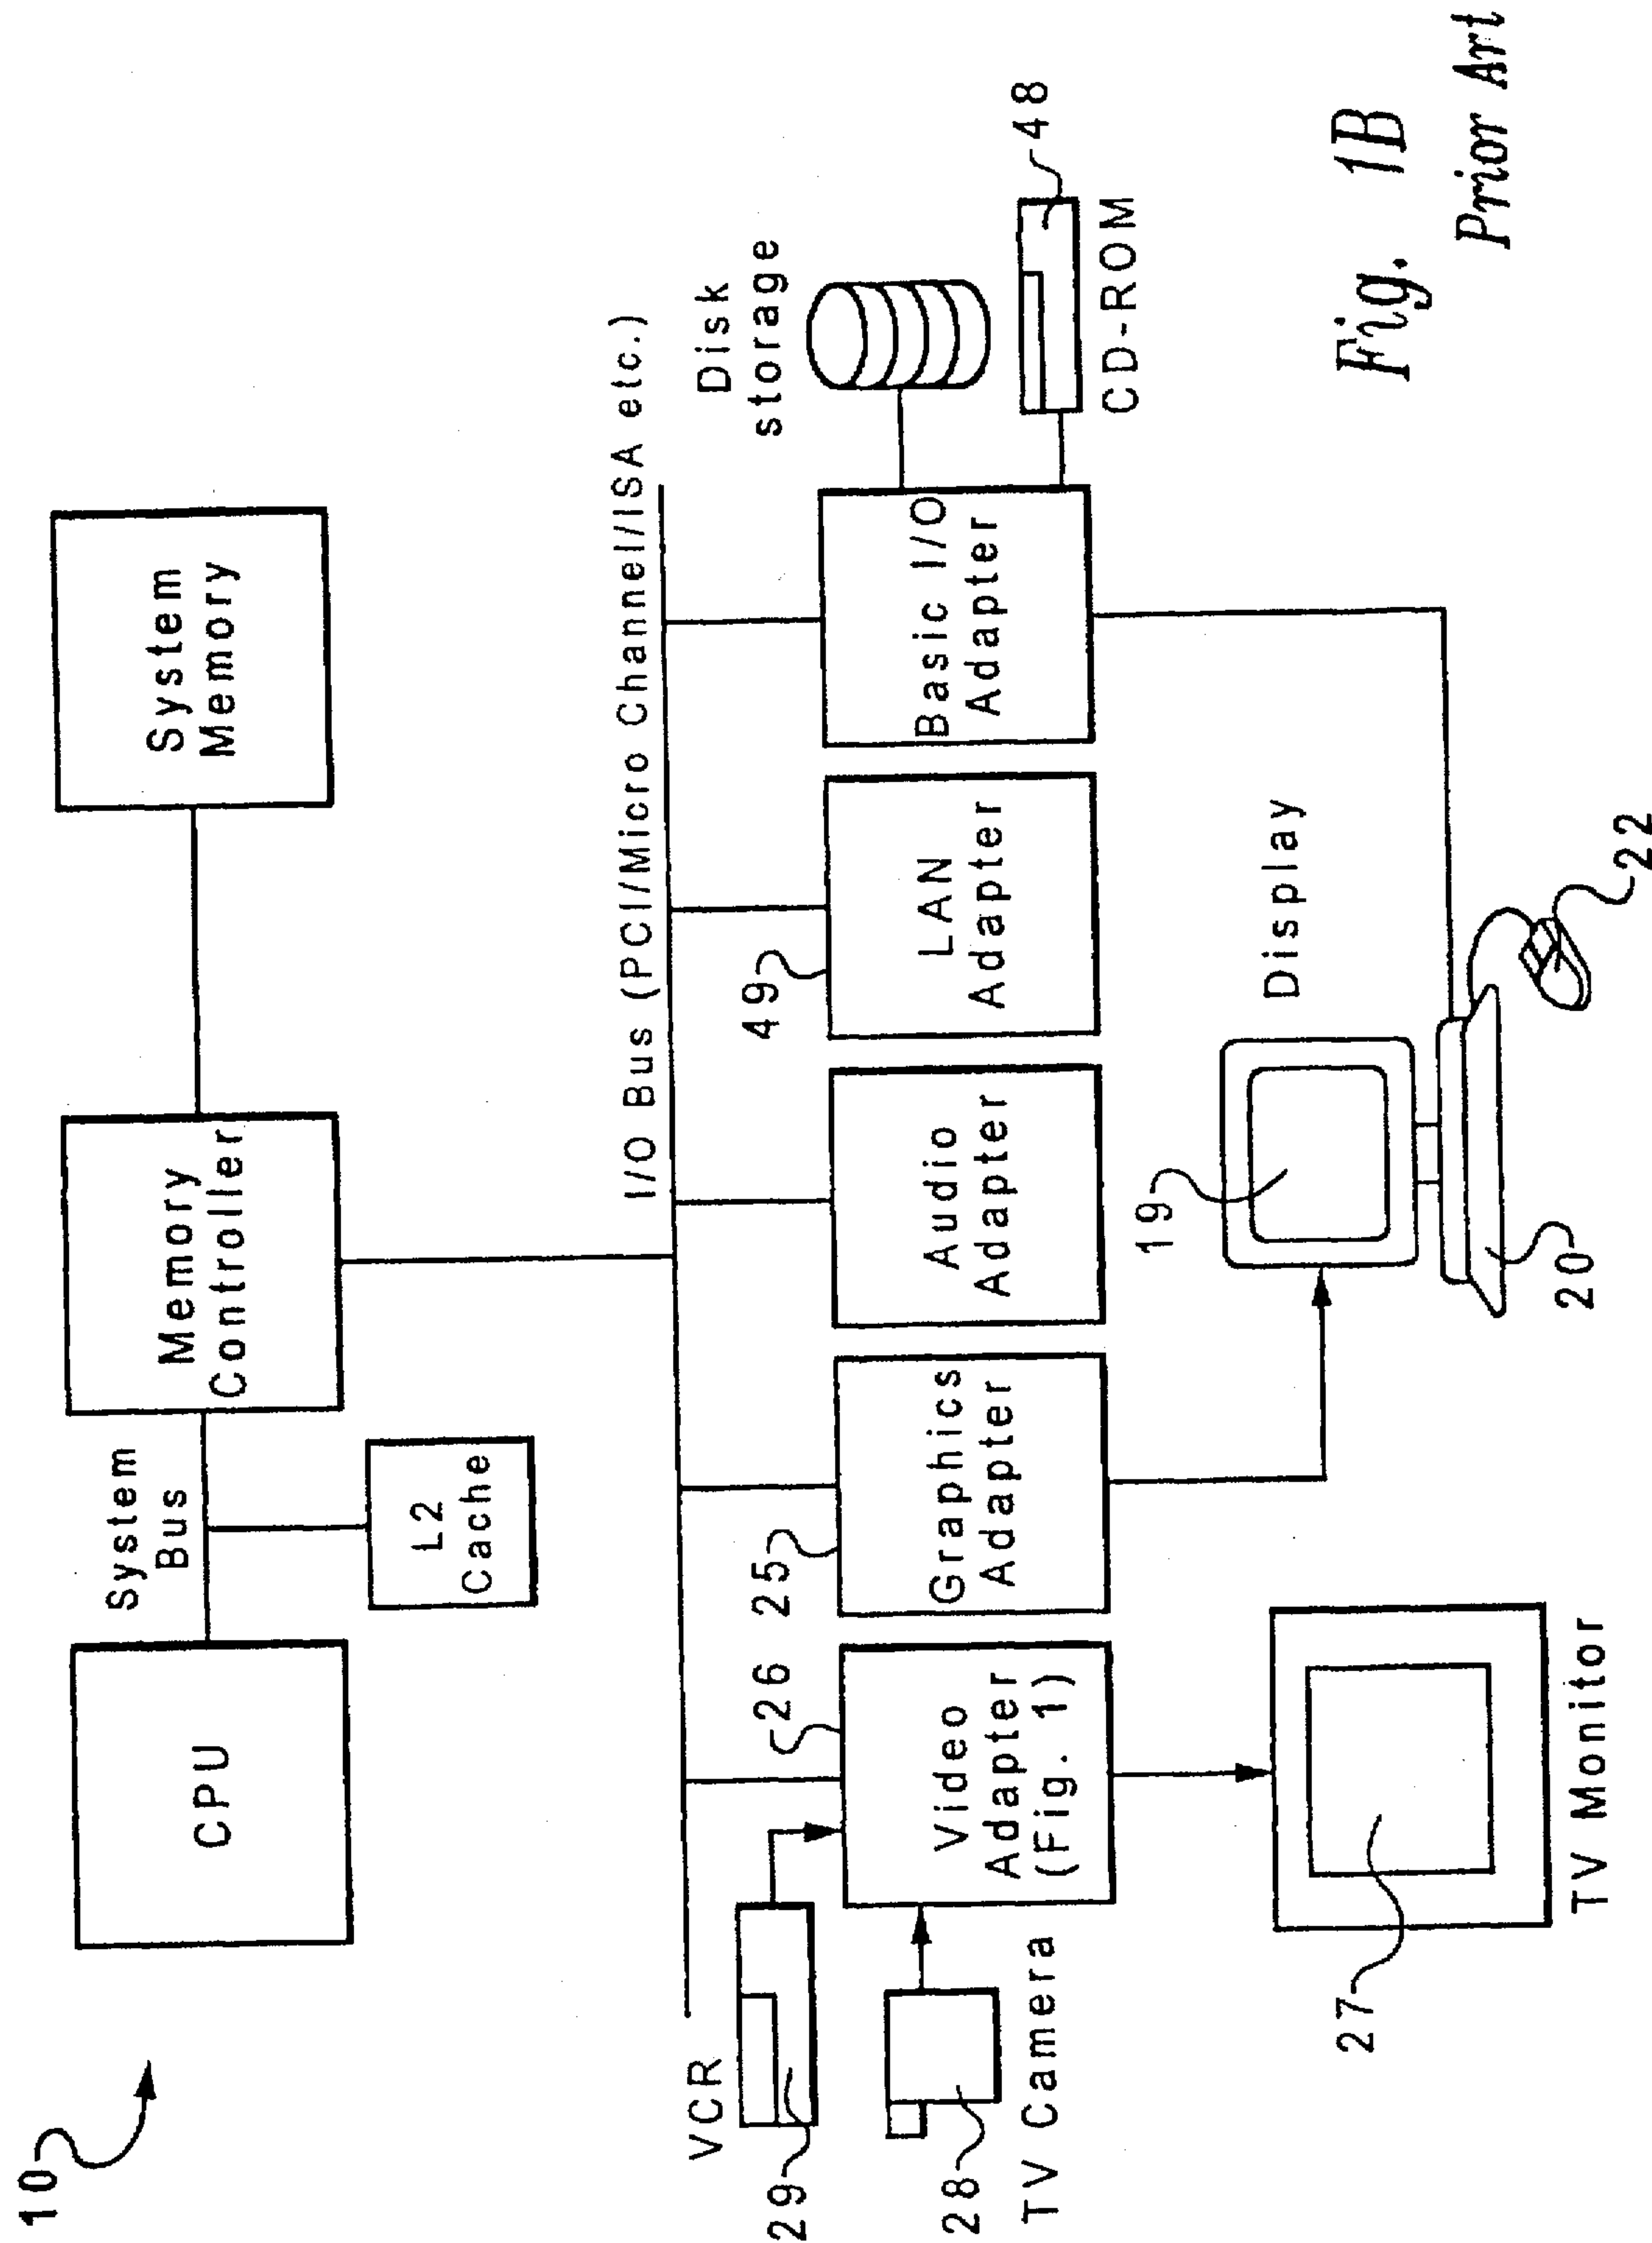 10
CPU
System
Bus
L2
Cache
Memory
Controller
System
Memory
I/O Bus (PCI/Micro Channel/ISA etc.)
VCR
29
28
TV Camera
26
Video
Adapter
(Fig. 1)
25
Graphics
Adapter
Audio
Adapter
49
LAN
Adapter
Basic I/O
Adapter
Disk
storage
48
CD-ROM
27
TV Monitor
19
Display
20
22
Fig. 1B
Prior Art